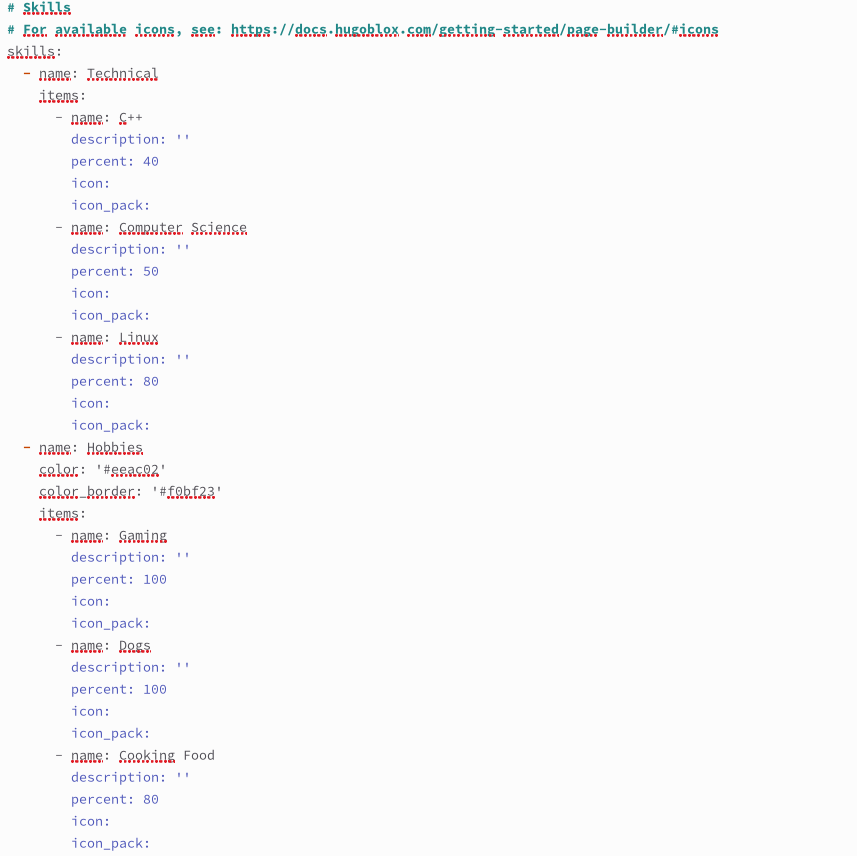 # Skills
# For available icons, see: https://docs.hugoblox.com/getting-started/page-builder/#icons
skills:
  - name: Technical
    items:
      - name: C++
        description: ''
        percent: 40
        icon:
        icon_pack:
      - name: Computer Science
        description: ''
        percent: 50
        icon:
        icon_pack:
      - name: Linux
        description: ''
        percent: 80
        icon:
        icon_pack:
  - name: Hobbies
    color: '#eeac02'
    color_border: '#f0bf23'
    items:
      - name: Gaming
        description: ''
        percent: 100
        icon:
        icon_pack:
      - name: Dogs
        description: ''
        percent: 100
        icon:
        icon_pack:
      - name: Cooking Food
        description: ''
        percent: 80
        icon:
        icon_pack: